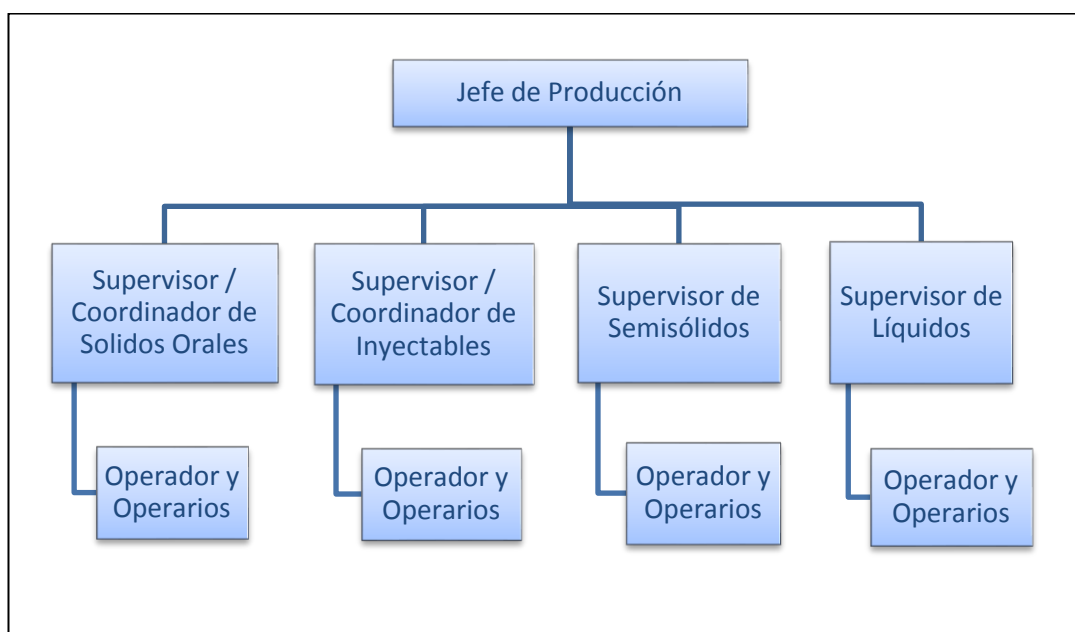 Jefe de Producción
Supervisor /
Coordinador de
Solidos Orales
Supervisor /
Coordinador de
Inyectables
Supervisor de
Semisólidos
Supervisor de
Líquidos
Operador y
Operarios
Operador y
Operarios
Operador y
Operarios
Operador y
Operarios